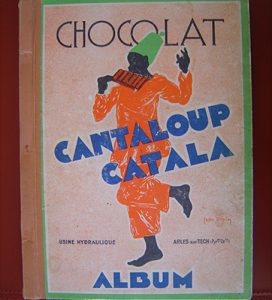 CHOCOLAT
CANTALOUP
CATALA
USINE HYDRAULIQUE
ARLES SUR TECH
ALBUM